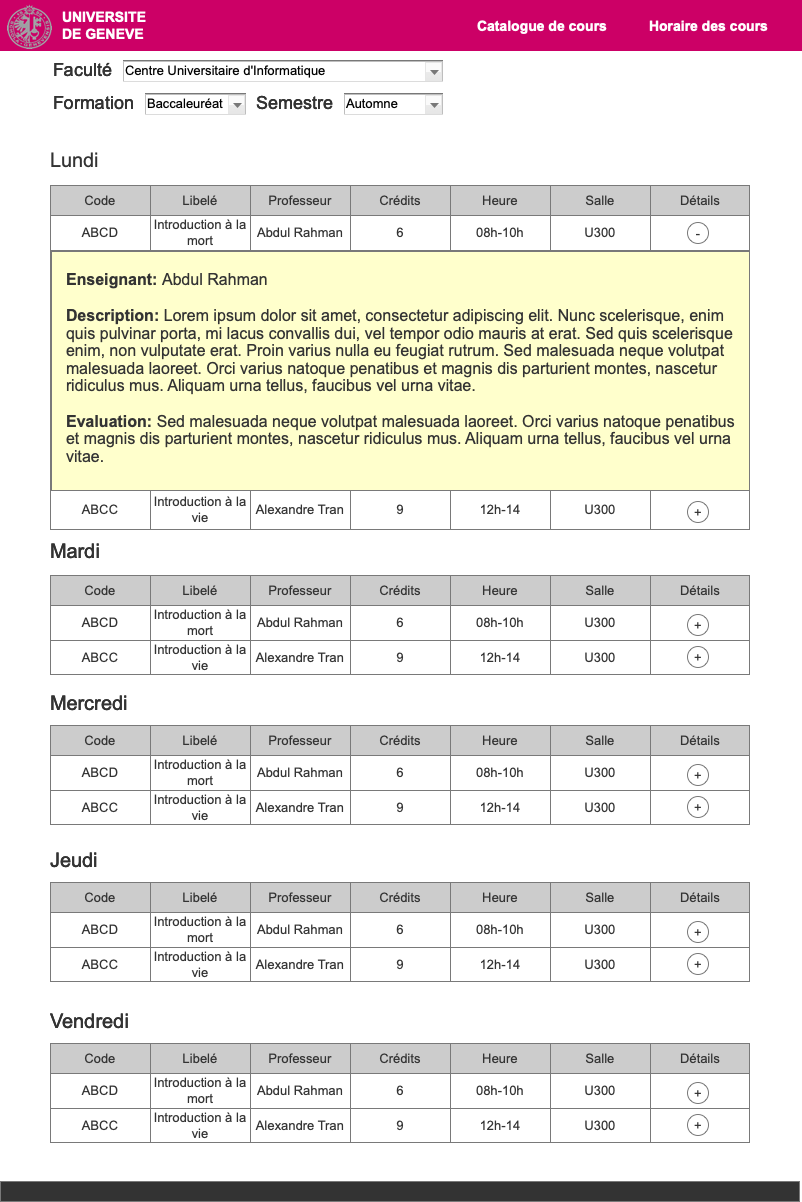 UNIVERSITE
DE GENEVE
Catalogue de cours Horaire des cours
Faculté Centre Universitaire d'Informatique
Formation Baccaleuréat Semestre Automne
Lundi
Code Libelé Professeur Crédits Heure Salle Détails
ABCD Introduction à la mort Abdul Rahman 6 08h-10h U300 -
Enseignant: Abdul Rahman
Description: Lorem ipsum dolor sit amet, consectetur adipiscing elit. Nunc scelerisque, enim
quis pulvinar porta, mi lacus convallis dui, vel tempor odio mauris at erat. Sed quis scelerisque
enim, non vulputate erat. Proin varius nulla eu feugiat rutrum. Sed malesuada neque volutpat
malesuada laoreet. Orci varius natoque penatibus et magnis dis parturient montes, nascetur
ridiculus mus. Aliquam urna tellus, faucibus vel urna vitae.
Evaluation: Sed malesuada neque volutpat malesuada laoreet. Orci varius natoque penatibus
et magnis dis parturient montes, nascetur ridiculus mus. Aliquam urna tellus, faucibus vel urna
vitae.
ABCC Introduction à la vie Alexandre Tran 9 12h-14 U300 +
Mardi
Code Libelé Professeur Crédits Heure Salle Détails
ABCD Introduction à la mort Abdul Rahman 6 08h-10h U300 +
ABCC Introduction à la vie Alexandre Tran 9 12h-14 U300 +
Mercredi
Code Libelé Professeur Crédits Heure Salle Détails
ABCD Introduction à la mort Abdul Rahman 6 08h-10h U300 +
ABCC Introduction à la vie Alexandre Tran 9 12h-14 U300 +
Jeudi
Code Libelé Professeur Crédits Heure Salle Détails
ABCD Introduction à la mort Abdul Rahman 6 08h-10h U300 +
ABCC Introduction à la vie Alexandre Tran 9 12h-14 U300 +
Vendredi
Code Libelé Professeur Crédits Heure Salle Détails
ABCD Introduction à la mort Abdul Rahman 6 08h-10h U300 +
ABCC Introduction à la vie Alexandre Tran 9 12h-14 U300 +